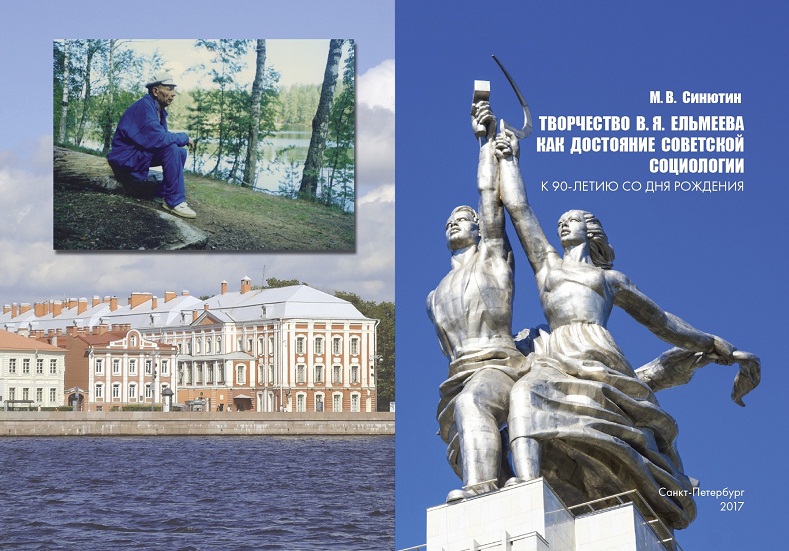 М. В. Синютин
ТВОРЧЕСТВО В. Я. ЕЛЬМЕЕВА
КАК ДОСТОЯНИЕ СОВЕТСКОЙ
СОЦИОЛОГИИ
К 90-ЛЕТИЮ СО ДНЯ РОЖДЕНИЯ
Санкт-Петербург
2017